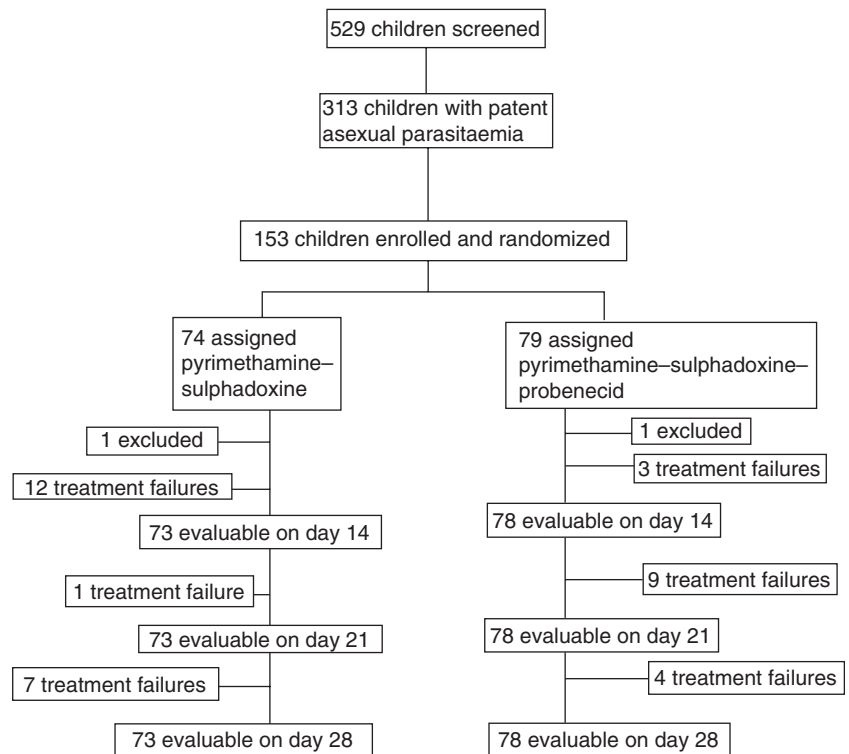 529 children screened
313 children with patent
asexual parasitaemia
153 children enrolled and randomized
74 assigned
pyrimethamine–
sulphadoxine
79 assigned
pyrimethamine–sulphadoxine–
probenecid
1 excluded
1 excluded
12 treatment failures
3 treatment failures
73 evaluable on day 14
78 evaluable on day 14
1 treatment failure
9 treatment failures
73 evaluable on day 21
78 evaluable on day 21
7 treatment failures
4 treatment failures
73 evaluable on day 28
78 evaluable on day 28